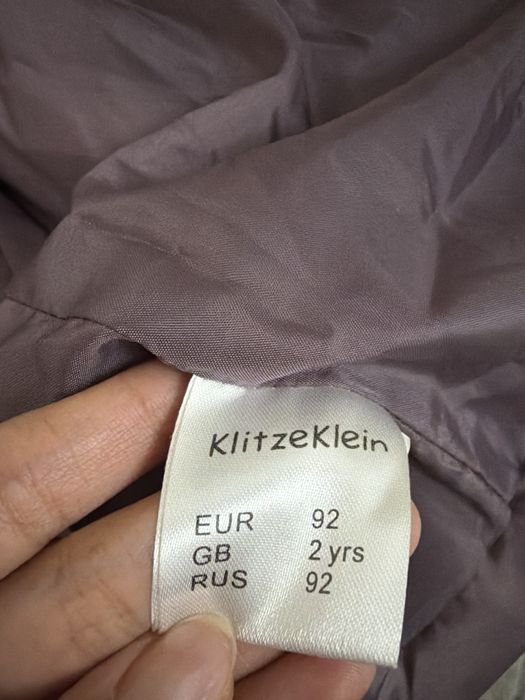 KlitzeKlein
EUR 92
GB 2 yrs
RUS 92